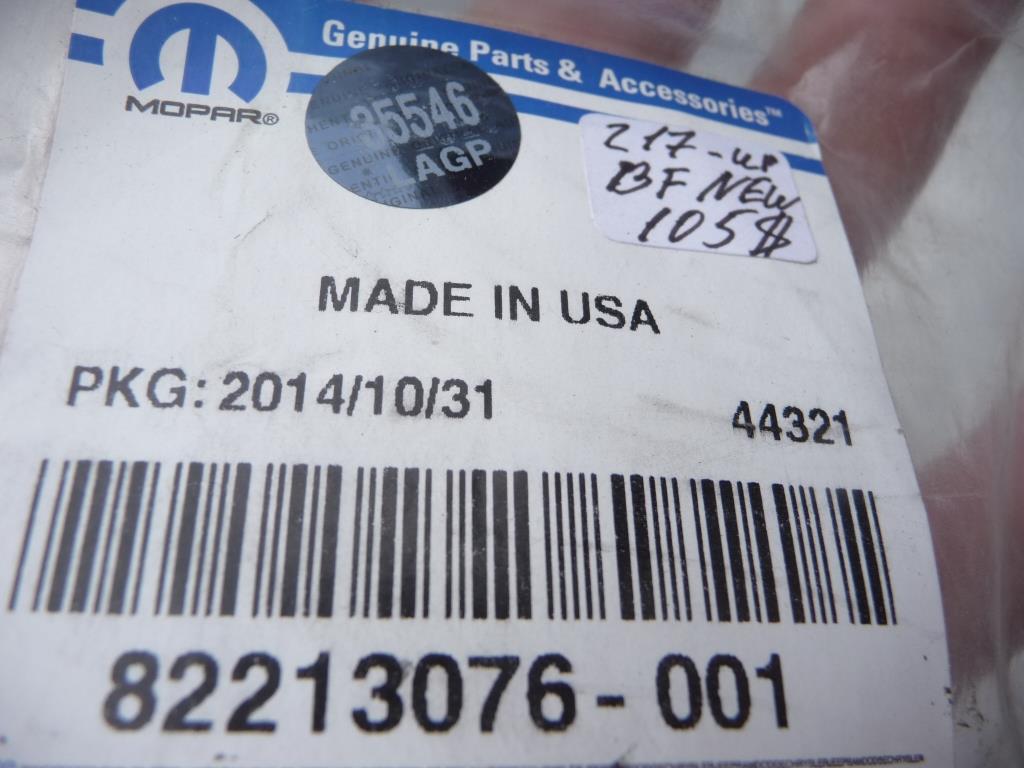 Genuine Parts & Accessories™
MOPAR®
35546
AGP
217-UP
BF NEW
105$
MADE IN USA
PKG: 2014/10/31
44321
82213076-001